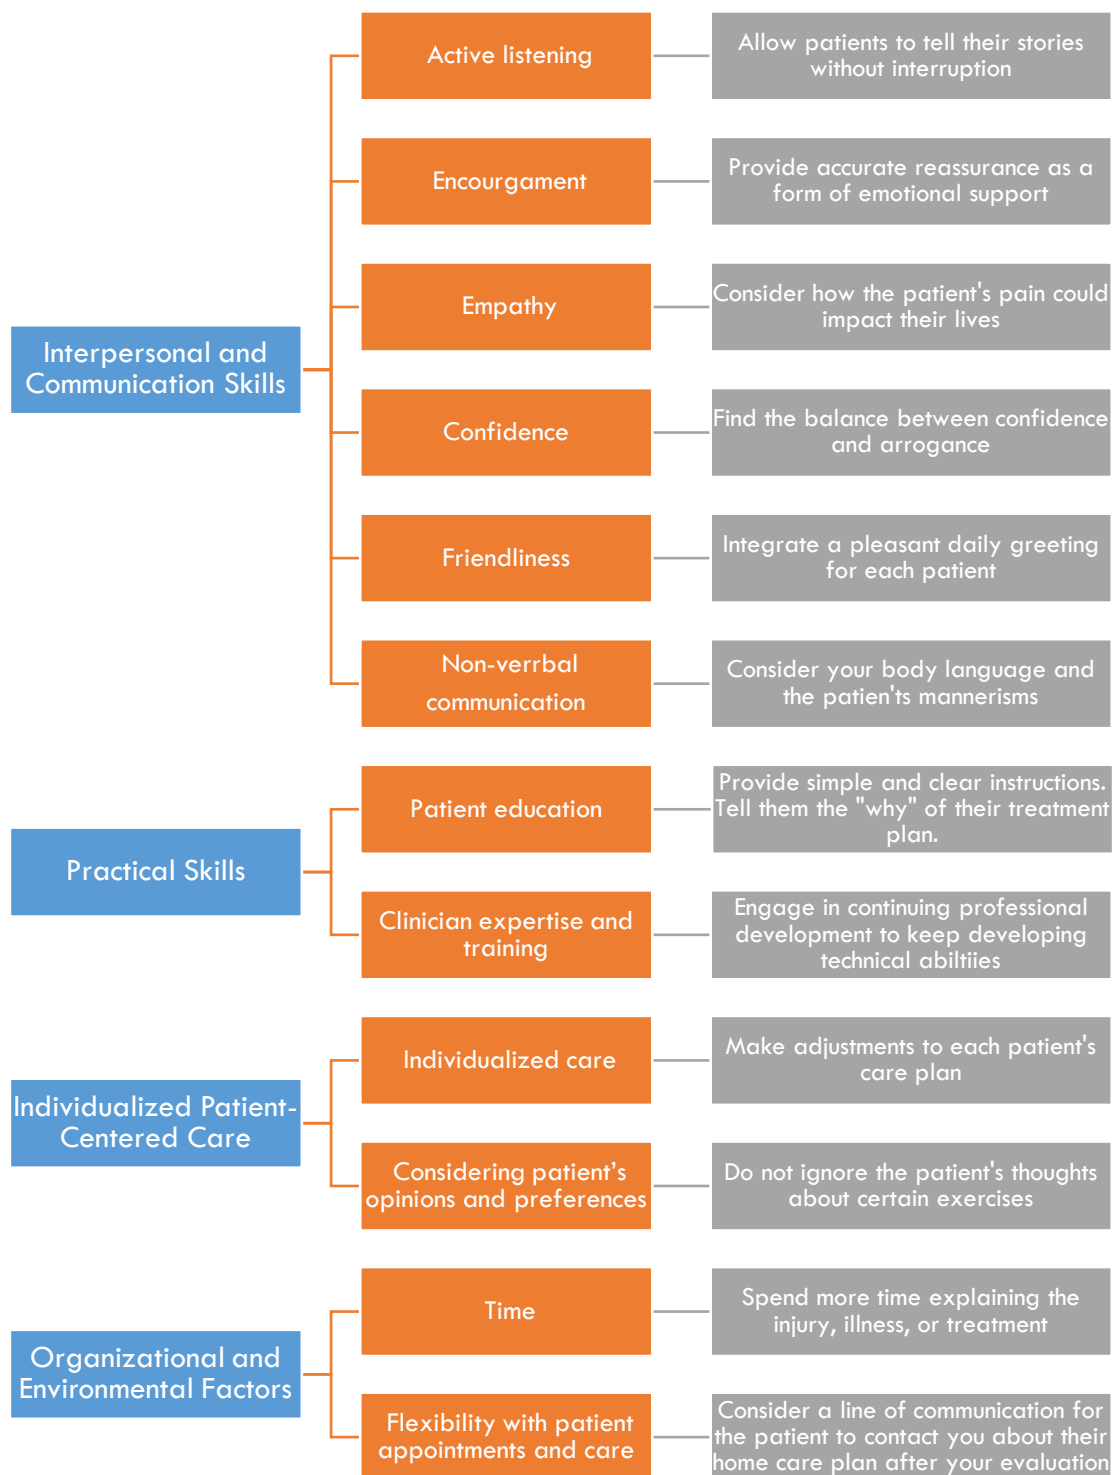 Active listening
Allow patients to tell their stories
without interruption
Encourgament
Provide accurate reassurance as a
form of emotional support
Empathy
Consider how the patient's pain could
impact their lives
Interpersonal and
Communication Skills
Confidence
Find the balance between confidence
and arrogance
Friendliness
Integrate a pleasant daily greeting
for each patient
Non-verrbal
communication
Consider your body language and
the patien'ts mannerisms
Patient education
Provide simple and clear instructions.
Tell them the "why" of their treatment
plan.
Practical Skills
Clinician expertise and
training
Engage in continuing professional
development to keep developing
technical abiltiies
Individualized care
Make adjustments to each patient's
care plan
Individualized Patient-
Centered Care
Considering patient’s
opinions and preferences
Do not ignore the patient's thoughts
about certain exercises
Time
Spend more time explaining the
injury, illness, or treatment
Organizational and
Environmental Factors
Flexibility with patient
appointments and care
Consider a line of communication for
the patient to contact you about their
home care plan after your evaluation